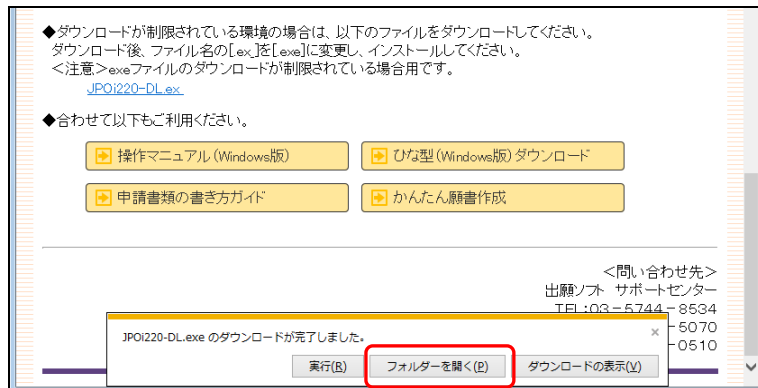 ◆ダウンロードが制限されている環境の場合は、以下のファイルをダウンロードしてください。
ダウンロード後、ファイル名の[.ex_]を[.exe]に変更し、インストールしてください。
<注意>exeファイルのダウンロードが制限されている場合用です。
JPOi220-DL.ex_
◆合わせて以下もご利用ください。
操作マニュアル(Windows版)
ひな型(Windows版)ダウンロード
申請書類の書き方ガイド
かんたん願書作成
<問い合わせ先>
出願ソフト サポートセンター
TEL:03-5744-8534
-5070
-0510
JPOi220-DL.exe のダウンロードが完了しました。
×
実行(R)
フォルダーを開く(P)
ダウンロードの表示(V)